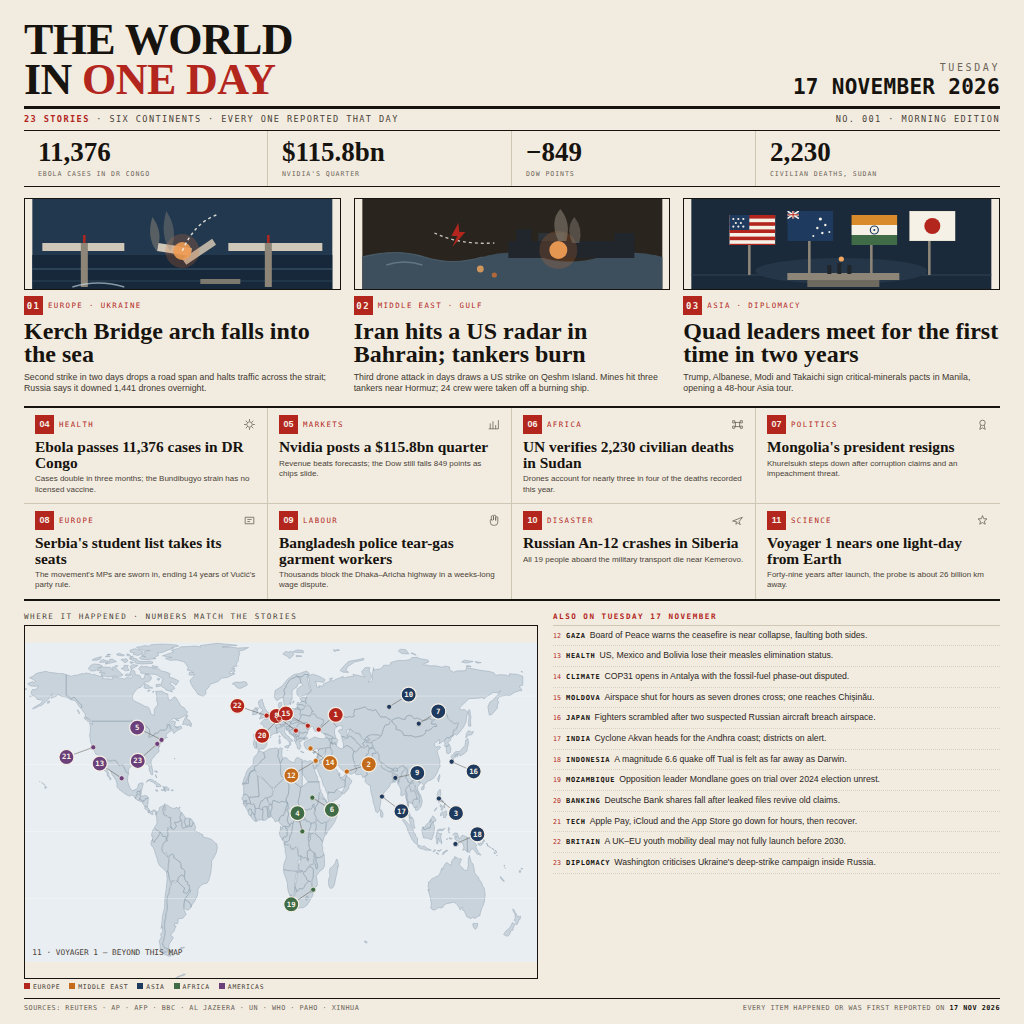 THE WORLD
IN ONE DAY
TUESDAY
17 NOVEMBER 2026
23 STORIES · SIX CONTINENTS · EVERY ONE REPORTED THAT DAY
NO. 001 · MORNING EDITION
11,376
EBOLA CASES IN DR CONGO
$115.8bn
NVIDIA'S QUARTER
−849
DOW POINTS
2,230
CIVILIAN DEATHS, SUDAN
01 EUROPE · UKRAINE
Kerch Bridge arch falls into
the sea
Second strike in two days drops a road span and halts traffic across the strait;
Russia says it downed 1,441 drones overnight.
02 MIDDLE EAST · GULF
Iran hits a US radar in
Bahrain; tankers burn
Third drone attack in days draws a US strike on Qeshm Island. Mines hit three
tankers near Hormuz; 24 crew were taken off a burning ship.
03 ASIA · DIPLOMACY
Quad leaders meet for the first
time in two years
Trump, Albanese, Modi and Takaichi sign critical-minerals pacts in Manila,
opening a 48-hour Asia tour.
04 HEALTH
Ebola passes 11,376 cases in DR
Congo
Cases double in three months; the Bundibugyo strain has no
licensed vaccine.
05 MARKETS
Nvidia posts a $115.8bn quarter
Revenue beats forecasts; the Dow still falls 849 points as
chips slide.
06 AFRICA
UN verifies 2,230 civilian deaths
in Sudan
Drones account for nearly three in four of the deaths recorded
this year.
07 POLITICS
Mongolia's president resigns
Khurelsukh steps down after corruption claims and an
impeachment threat.
08 EUROPE
Serbia's student list takes its
seats
The movement's MPs are sworn in, ending 14 years of Vučić's
party rule.
09 LABOUR
Bangladesh police tear-gas
garment workers
Thousands block the Dhaka–Aricha highway in a weeks-long
wage dispute.
10 DISASTER
Russian An-12 crashes in Siberia
All 19 people aboard the military transport die near Kemerovo.
11 SCIENCE
Voyager 1 nears one light-day
from Earth
Forty-nine years after launch, the probe is about 26 billion km
away.
WHERE IT HAPPENED · NUMBERS MATCH THE STORIES
10
22
15
1
7
5
20
21
13
23
14
2
12
9
16
4
6
17
3
18
19
11 · VOYAGER 1 — BEYOND THIS MAP
EUROPE MIDDLE EAST ASIA AFRICA AMERICAS
ALSO ON TUESDAY 17 NOVEMBER
12 GAZA Board of Peace warns the ceasefire is near collapse, faulting both sides.
13 HEALTH US, Mexico and Bolivia lose their measles elimination status.
14 CLIMATE COP31 opens in Antalya with the fossil-fuel phase-out disputed.
15 MOLDOVA Airspace shut for hours as seven drones cross; one reaches Chișinău.
16 JAPAN Fighters scrambled after two suspected Russian aircraft breach airspace.
17 INDIA Cyclone Akvan heads for the Andhra coast; districts on alert.
18 INDONESIA A magnitude 6.6 quake off Tual is felt as far away as Darwin.
19 MOZAMBIQUE Opposition leader Mondlane goes on trial over 2024 election unrest.
20 BANKING Deutsche Bank shares fall after leaked files revive old claims.
21 TECH Apple Pay, iCloud and the App Store go down for hours, then recover.
22 BRITAIN A UK–EU youth mobility deal may not fully launch before 2030.
23 DIPLOMACY Washington criticises Ukraine's deep-strike campaign inside Russia.
SOURCES: REUTERS · AP · AFP · BBC · AL JAZEERA · UN · WHO · PAHO · XINHUA
EVERY ITEM HAPPENED OR WAS FIRST REPORTED ON 17 NOV 2026